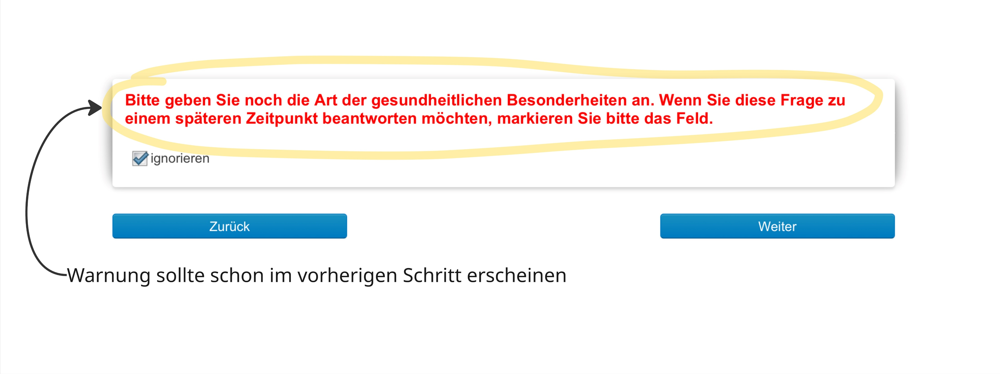 Bitte geben Sie noch die Art der gesundheitlichen Besonderheiten an. Wenn Sie diese Frage zu
einem späteren Zeitpunkt beantworten möchten, markieren Sie bitte das Feld.
ignorieren
Zurück
Weiter
Warnung sollte schon im vorherigen Schritt erscheinen